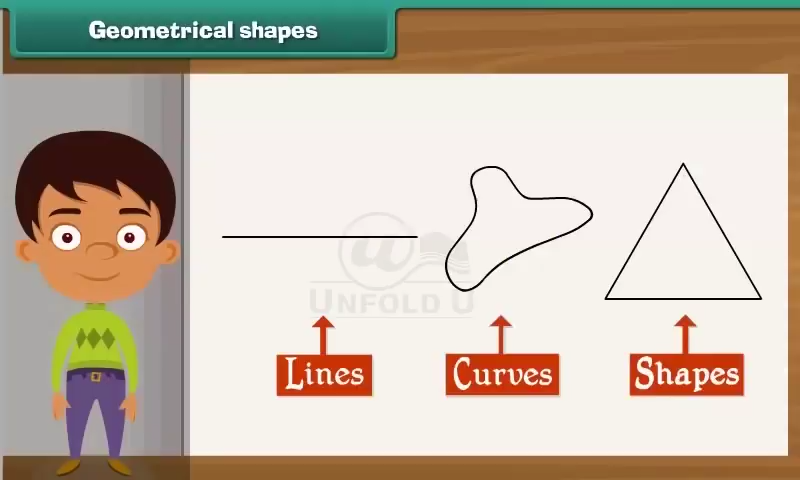 Geometrical shapes
UNFOLD U
Lines
Curves
Shapes